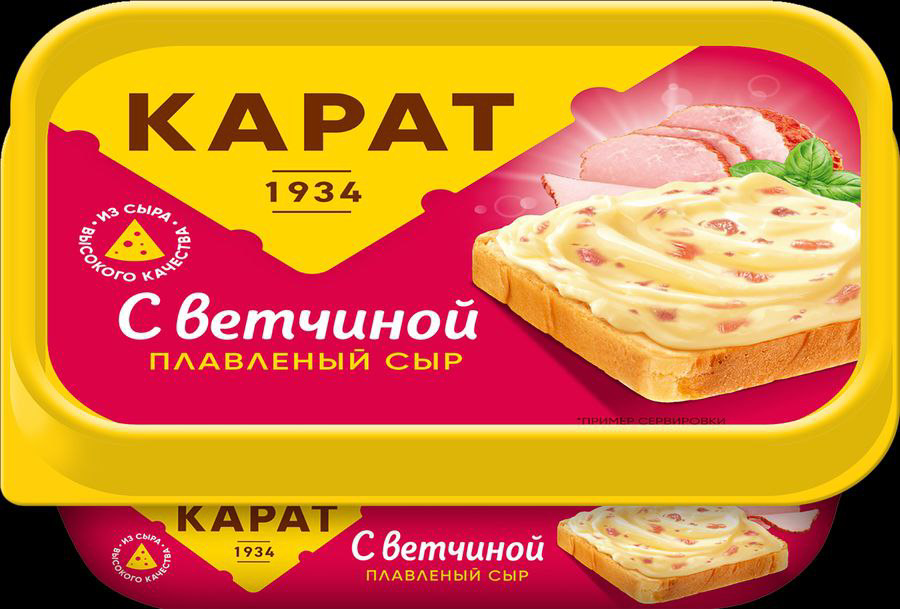 КАРАТ
1934
ИЗ СЫРА • ВЫСОКОГО КАЧЕСТВА •
С ветчиной
ПЛАВЛЕНЫЙ СЫР
*ПРИМЕР СЕРВИРОВКИ
КАРАТ
1934
ИЗ СЫРА • ВЫСОКОГО КАЧЕСТВА •
С ветчиной
ПЛАВЛЕНЫЙ СЫР